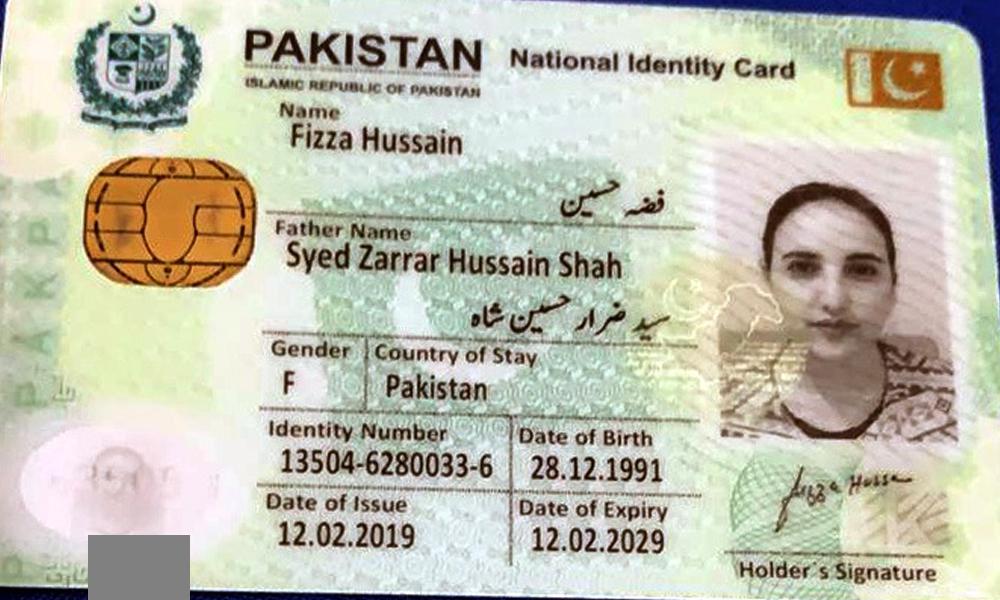 PAKISTAN National Identity Card
ISLAMIC REPUBLIC OF PAKISTAN
Name
Fizza Hussain
فضہ حسین
Father Name
Syed Zarrar Hussain Shah
سید ضرار حسین شاہ
Gender Country of Stay
F Pakistan
Identity Number Date of Birth
13504-6280033-6 28.12.1991
Date of Issue Date of Expiry
12.02.2019 12.02.2029
Fizza Hussa
Holder's Signature